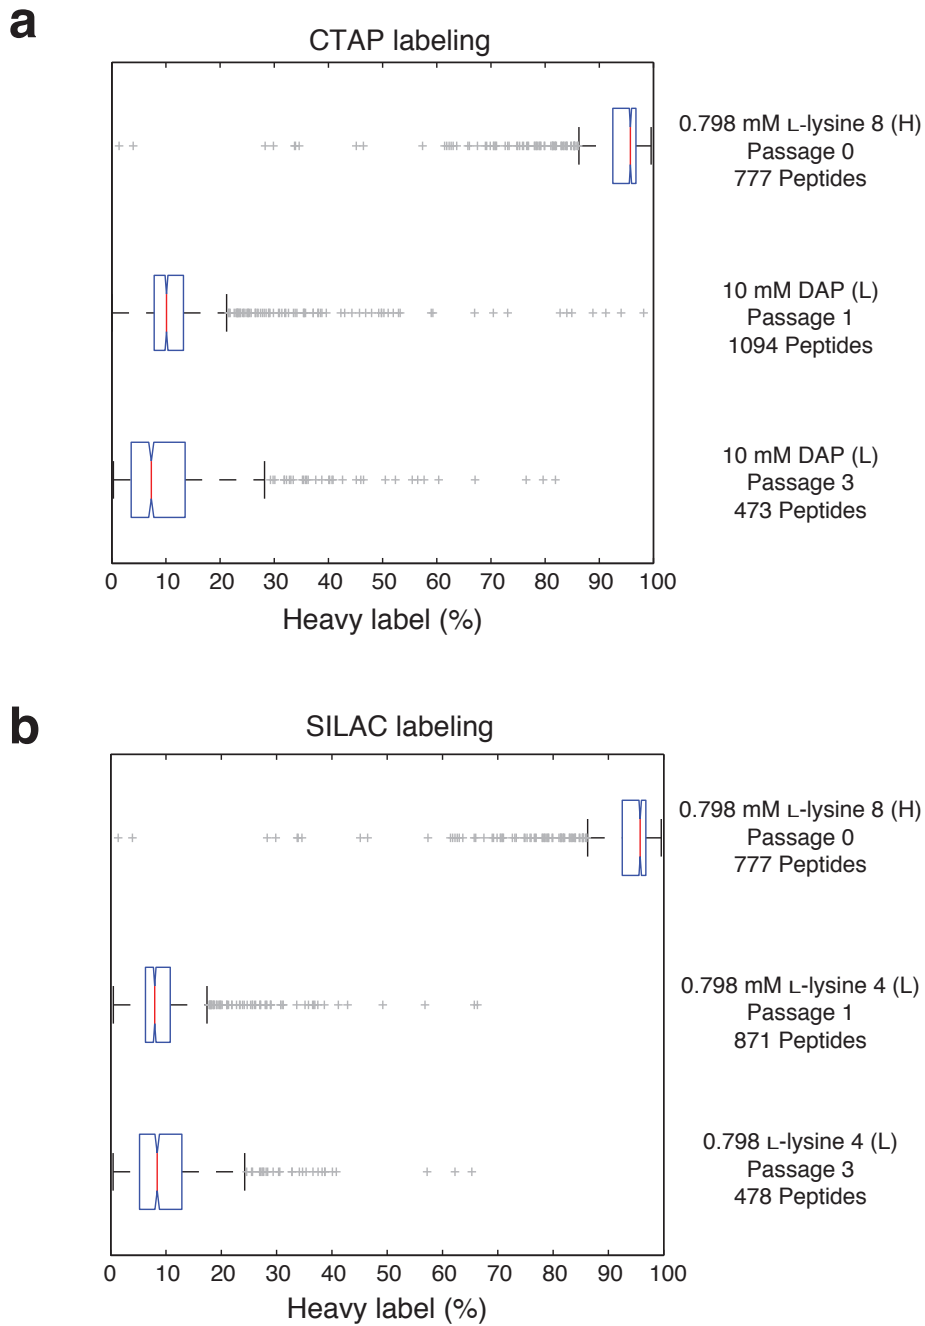 a
CTAP labeling
0.798 mM ʟ-lysine 8 (H)
Passage 0
777 Peptides
10 mM DAP (L)
Passage 1
1094 Peptides
10 mM DAP (L)
Passage 3
473 Peptides
0 10 20 30 40 50 60 70 80 90 100
Heavy label (%)
b
SILAC labeling
0.798 mM ʟ-lysine 8 (H)
Passage 0
777 Peptides
0.798 mM ʟ-lysine 4 (L)
Passage 1
871 Peptides
0.798 ʟ-lysine 4 (L)
Passage 3
478 Peptides
0 10 20 30 40 50 60 70 80 90 100
Heavy label (%)